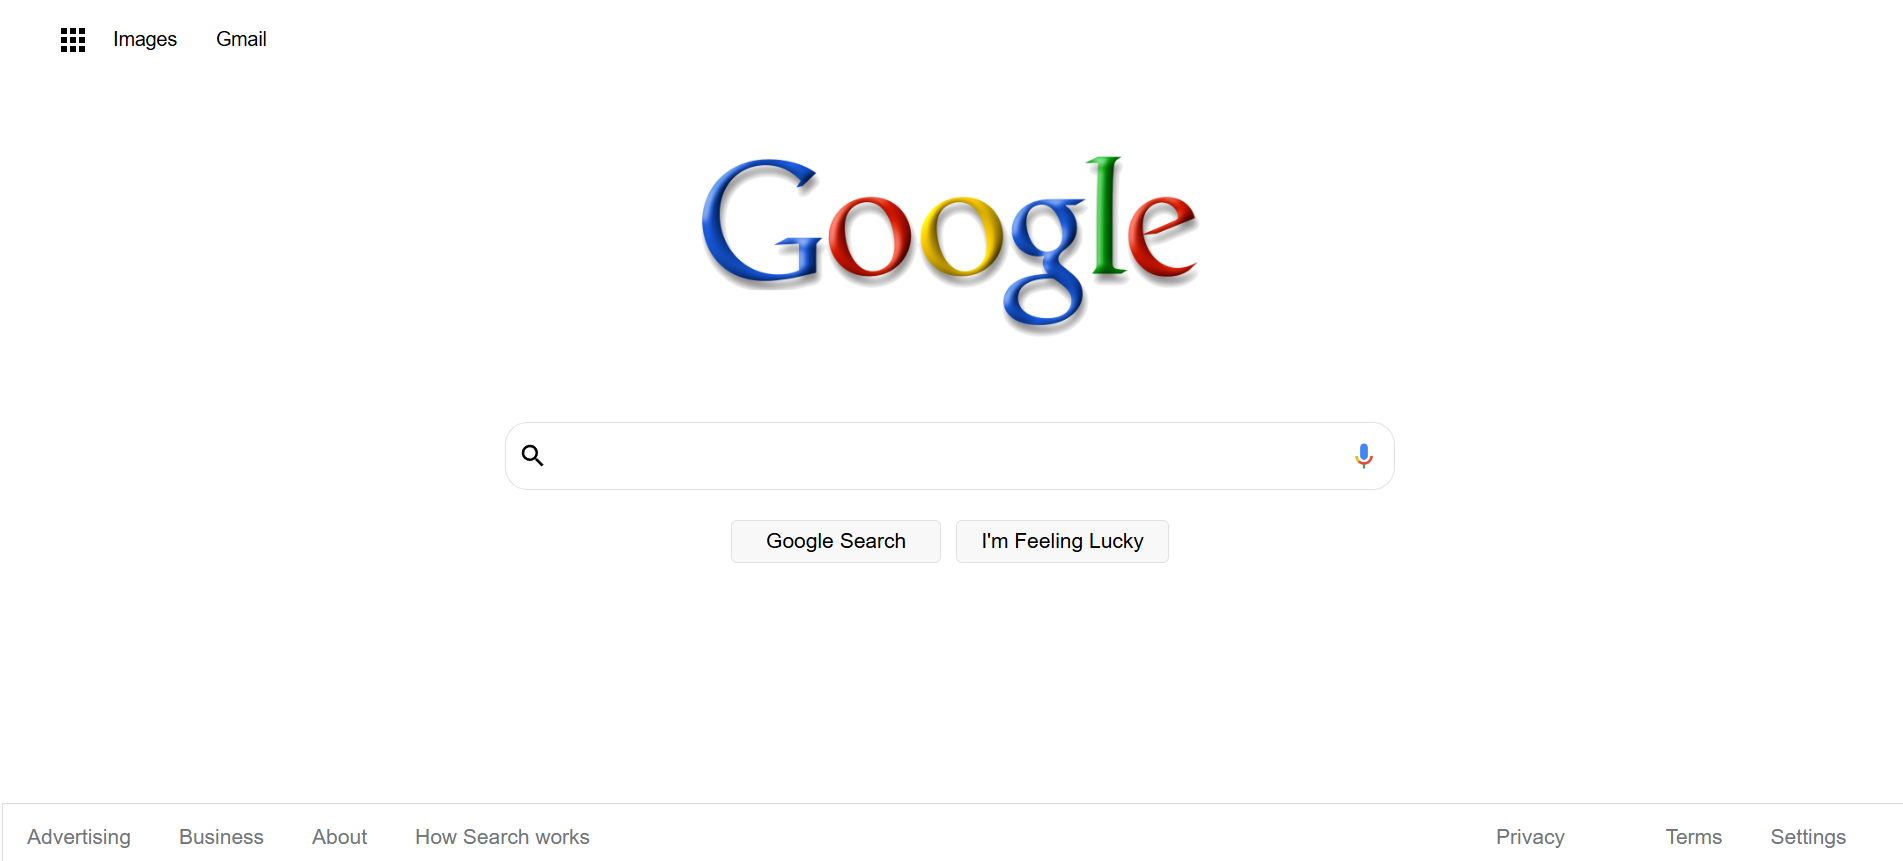 Images Gmail
Google
Google Search I'm Feeling Lucky
Advertising Business About How Search works Privacy Terms Settings